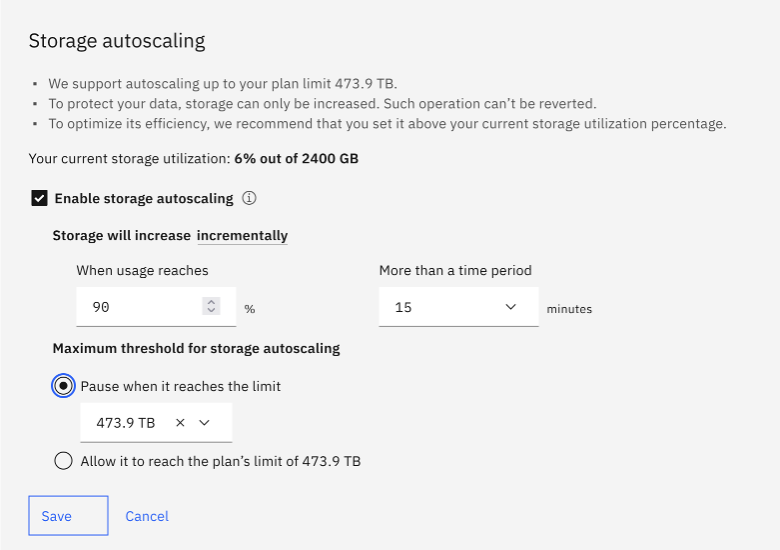 Storage autoscaling
• We support autoscaling up to your plan limit 473.9 TB.
• To protect your data, storage can only be increased. Such operation can't be reverted.
• To optimize its efficiency, we recommend that you set it above your current storage utilization percentage.
Your current storage utilization: 6% out of 2400 GB
Enable storage autoscaling
Storage will increase incrementally
When usage reaches More than a time period
90 % 15 minutes
Maximum threshold for storage autoscaling
Pause when it reaches the limit
473.9 TB
Allow it to reach the plan's limit of 473.9 TB
Save Cancel